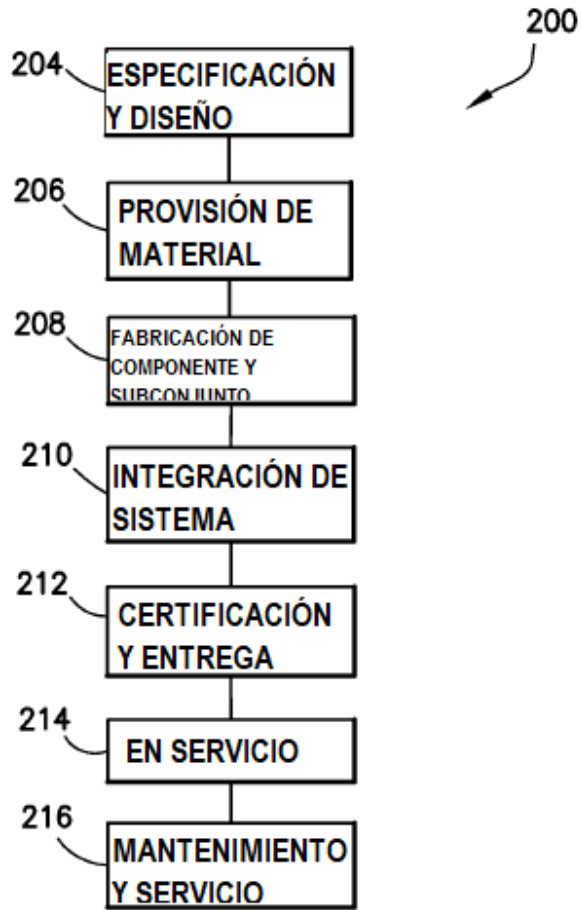 200
204
ESPECIFICACIÓN
Y DISEÑO
206
PROVISIÓN DE
MATERIAL
208
FABRICACIÓN DE
COMPONENTE Y
SUBCONJUNTO
210
INTEGRACIÓN DE
SISTEMA
212
CERTIFICACIÓN
Y ENTREGA
214
EN SERVICIO
216
MANTENIMIENTO
Y SERVICIO